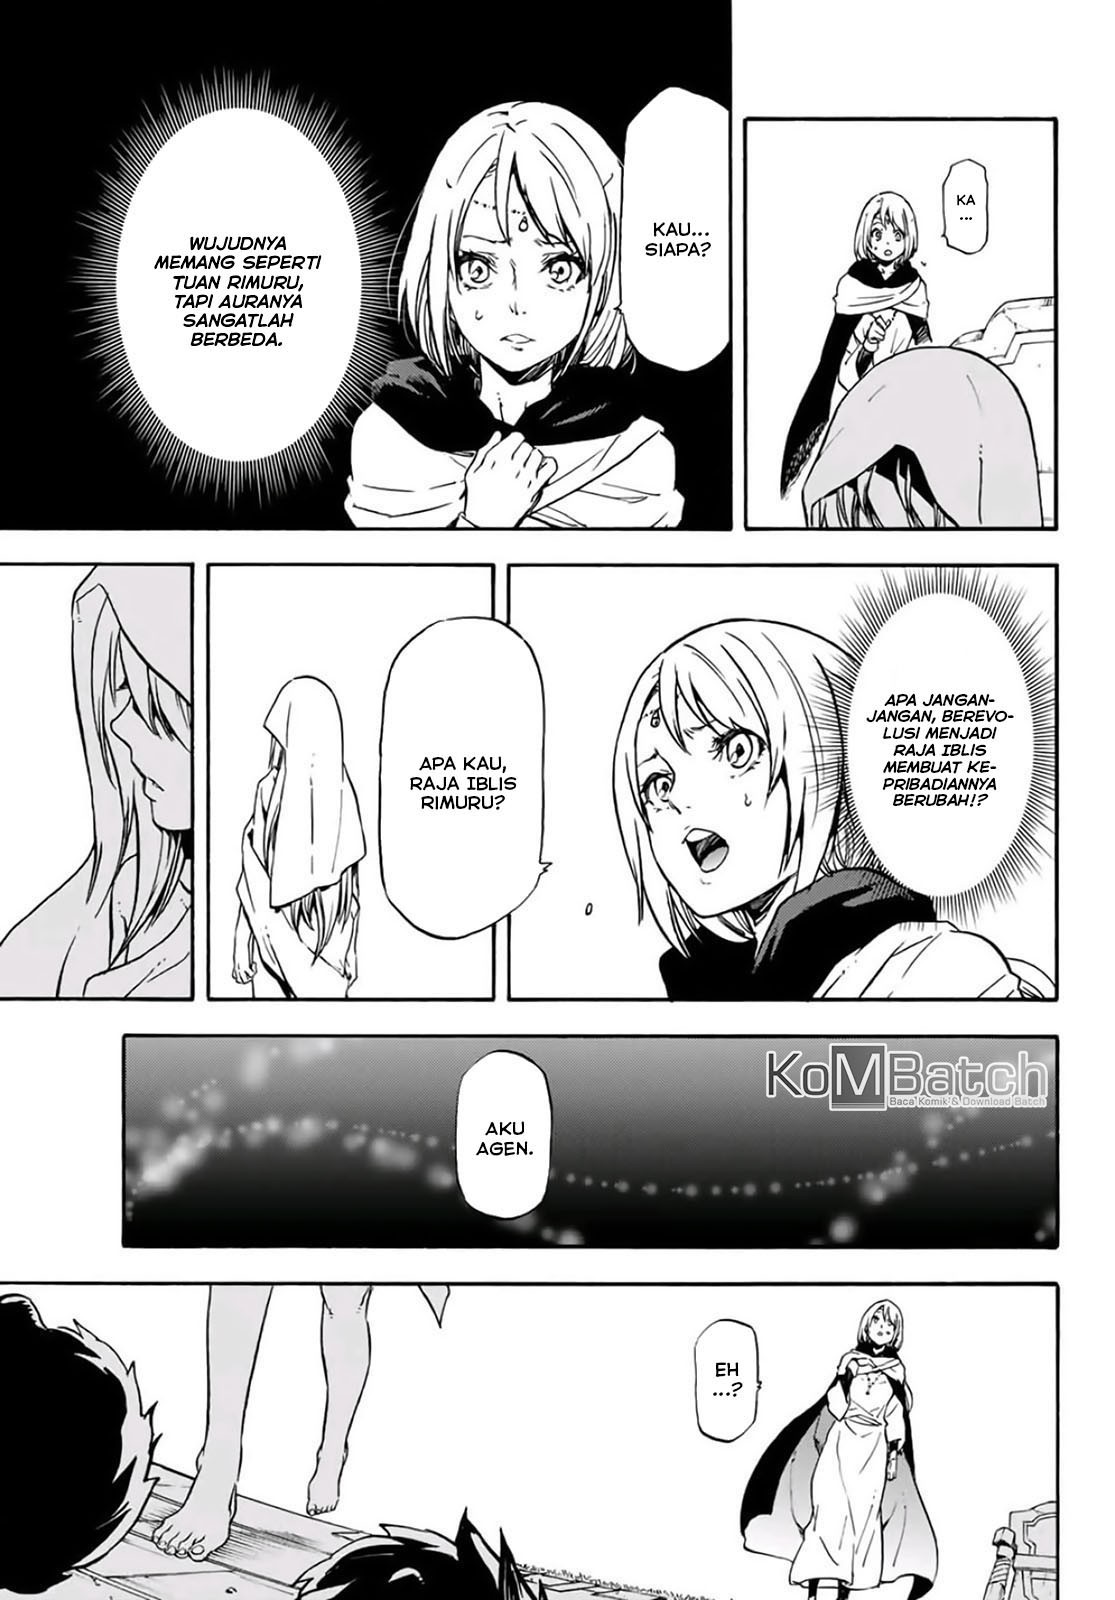 KA
...
KAU...
SIAPA?
WUJUDNYA
MEMANG SEPERTI
TUAN RIMURU,
TAPI AURANYA
SANGATLAH
BERBEDA.
APA JANGAN-
JANGAN, BEREVO-
LUSI MENJADI
RAJA IBLIS
MEMBUAT KE-
PRIBADIANNYA
BERUBAH!?
APA KAU,
RAJA IBLIS
RIMURU?
KoMBatch
Baca Komik & Download Batch
AKU
AGEN.
EH
...?